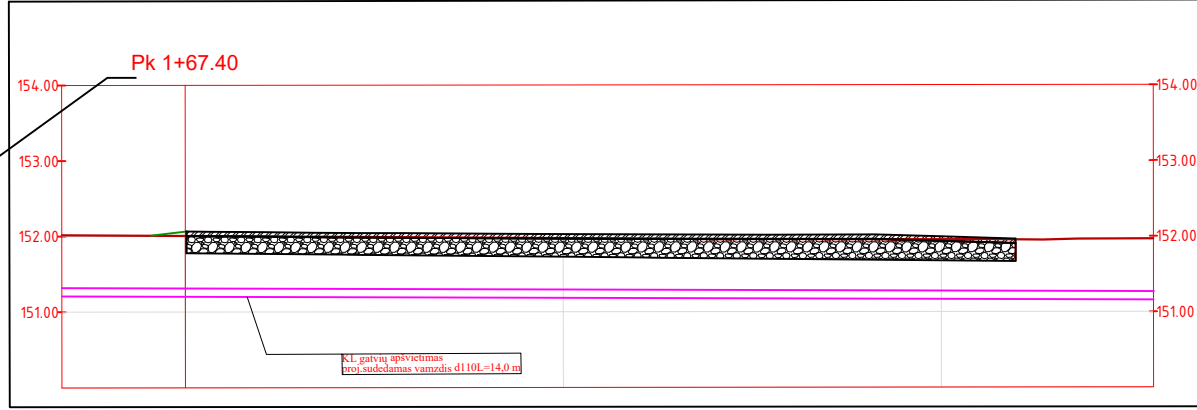 Pk 1+67.40
154.00
154.00
153.00
153.00
152.00
152.00
151.00
151.00
KL gatvių apšvietimas
proj.sudedamas vamzdis d110L=14,0 m